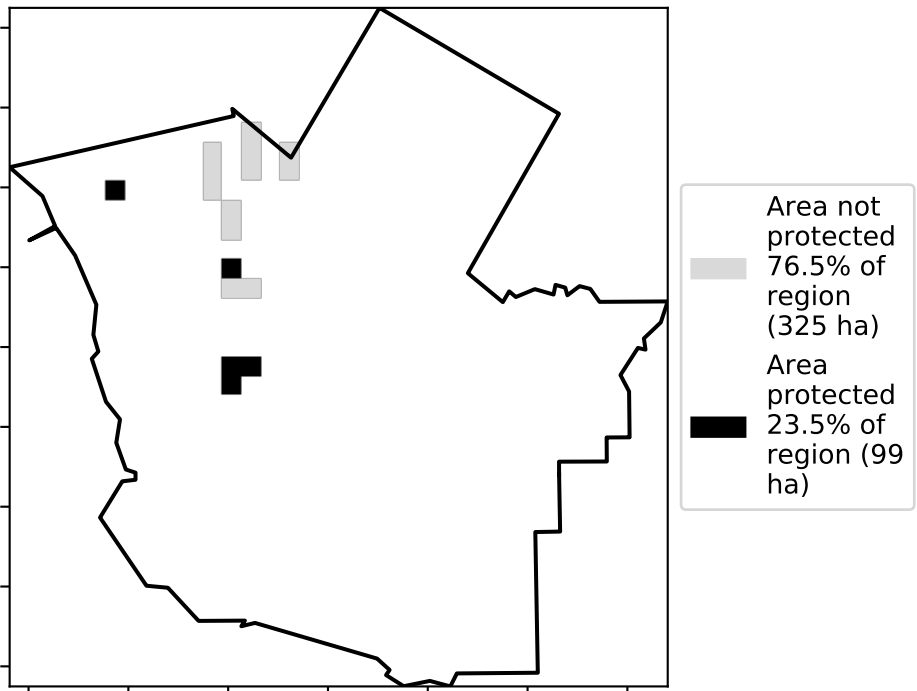 Area not
protected
76.5% of
region
(325 ha)
Area
protected
23.5% of
region (99
ha)